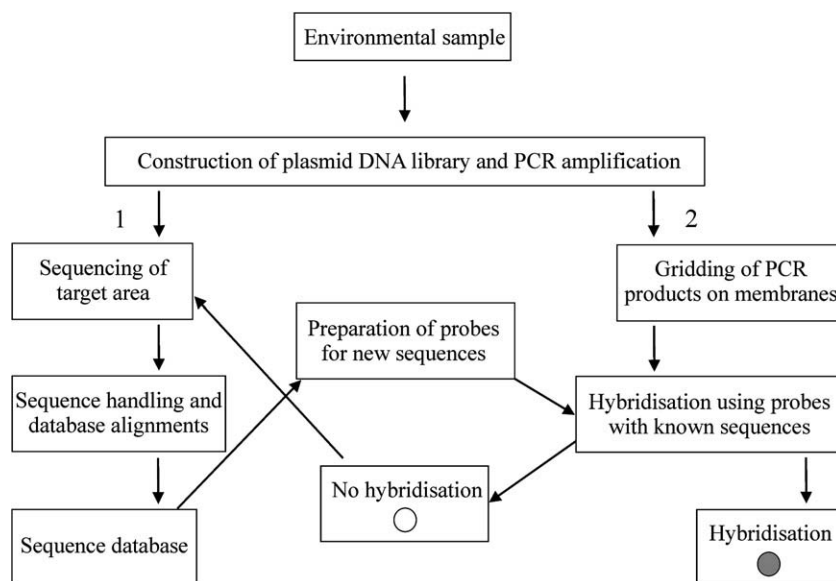 Environmental sample
Construction of plasmid DNA library and PCR amplification
1
2
Sequencing of
target area
Gridding of PCR
products on membranes
Preparation of probes
for new sequences
Sequence handling and
database alignments
Hybridisation using probes
with known sequences
No hybridisation
Sequence database
Hybridisation